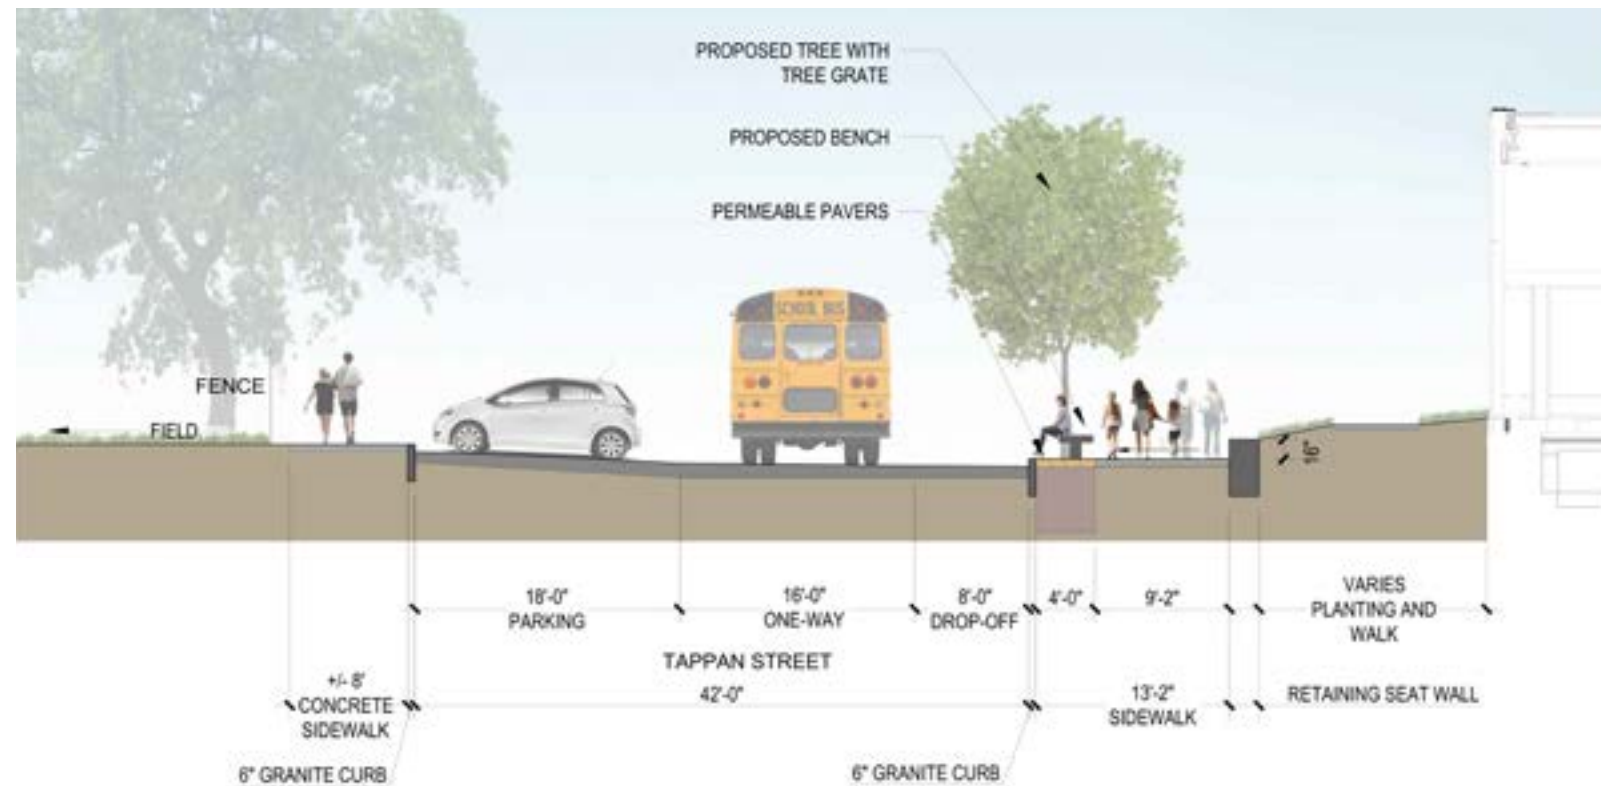 PROPOSED TREE WITH
TREE GRATE
PROPOSED BENCH
PERMEABLE PAVERS
SCHOOL BUS
FENCE
FIELD
16"
18'-0"
PARKING
16'-0"
ONE-WAY
8'-0"
DROP-OFF
4'-0"
9'-2"
VARIES
PLANTING AND
WALK
TAPPAN STREET
+/- 8'
CONCRETE
SIDEWALK
42'-0"
13'-2"
SIDEWALK
RETAINING SEAT WALL
6" GRANITE CURB
6" GRANITE CURB